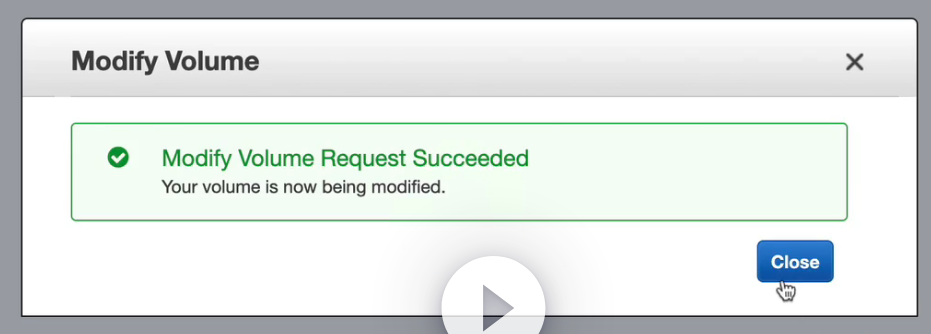 Modify Volume
Modify Volume Request Succeeded
Your volume is now being modified.
Close